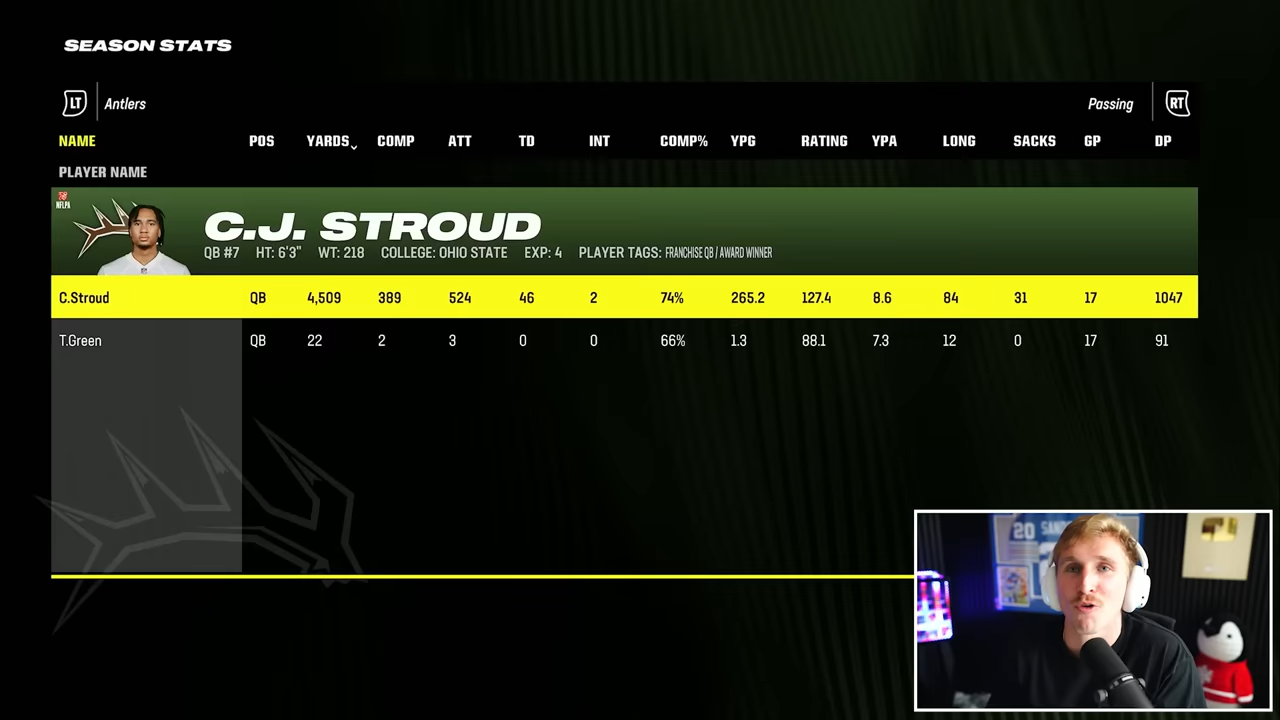 SEASON STATS
LT Antlers Passing RT
NAME POS YARDS COMP ATT TD INT COMP% YPG RATING YPA LONG SACKS GP DP
PLAYER NAME
NFLPA
C.J. STROUD
QB #7 HT: 6'3" WT: 218 COLLEGE: OHIO STATE EXP: 4 PLAYER TAGS: FRANCHISE QB / AWARD WINNER
C.Stroud QB 4,509 389 524 46 2 74% 265.2 127.4 8.6 84 31 17 1047
T.Green QB 22 2 3 0 0 66% 1.3 88.1 7.3 12 0 17 91
20 SAND